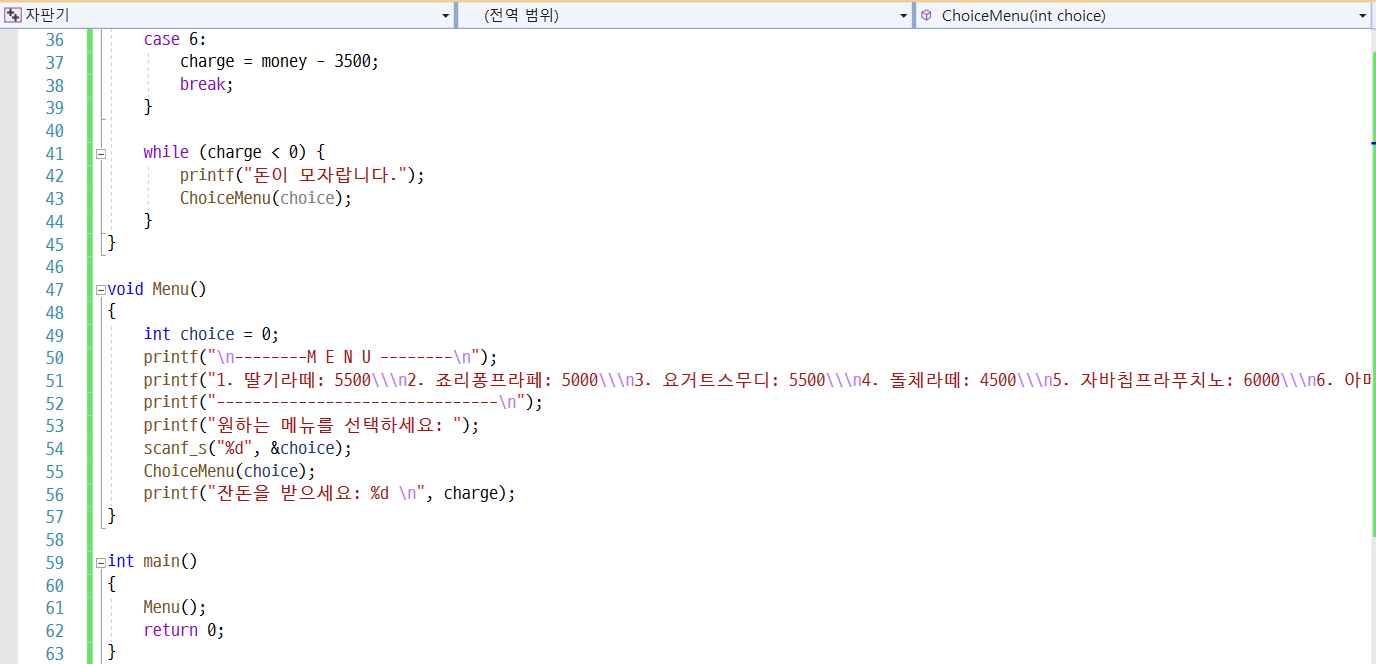 자판기 (전역 범위) ChoiceMenu(int choice)
36 case 6:
37 charge = money - 3500;
38 break;
39 }
40
41 while (charge < 0) {
42 printf("돈이 모자랍니다.");
43 ChoiceMenu(choice);
44 }
45 }
46
47 void Menu()
48 {
49 int choice = 0;
50 printf("\n--------M E N U --------\n");
51 printf("1. 딸기라떼: 5500\\\n2. 죠리퐁프라페: 5000\\\n3. 요거트스무디: 5500\\\n4. 돌체라떼: 4500\\\n5. 자바칩프라푸치노: 6000\\\n6.
52 printf("-------------------------------\n");
53 printf("원하는 메뉴를 선택하세요: ");
54 scanf_s("%d", &choice);
55 ChoiceMenu(choice);
56 printf("잔돈을 받으세요: %d \n", charge);
57 }
58
59 int main()
60 {
61 Menu();
62 return 0;
63 }